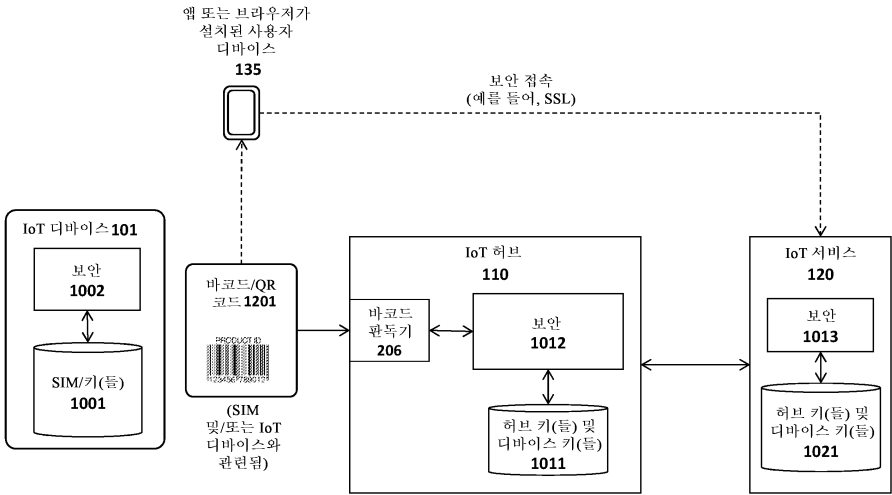 앱 또는 브라우저가
설치된 사용자
디바이스
135
보안 접속
(예를 들어, SSL)
IoT 디바이스 101
보안
1002
SIM/키(들)
1001
바코드/QR
코드 1201
PRODUCT ID
123456 789012
(SIM
및/또는 IoT
디바이스와
관련됨)
IoT 허브
110
바코드
판독기
206
보안
1012
허브 키(들) 및
디바이스 키(들)
1011
IoT 서비스
120
보안
1013
허브 키(들) 및
디바이스 키(들)
1021